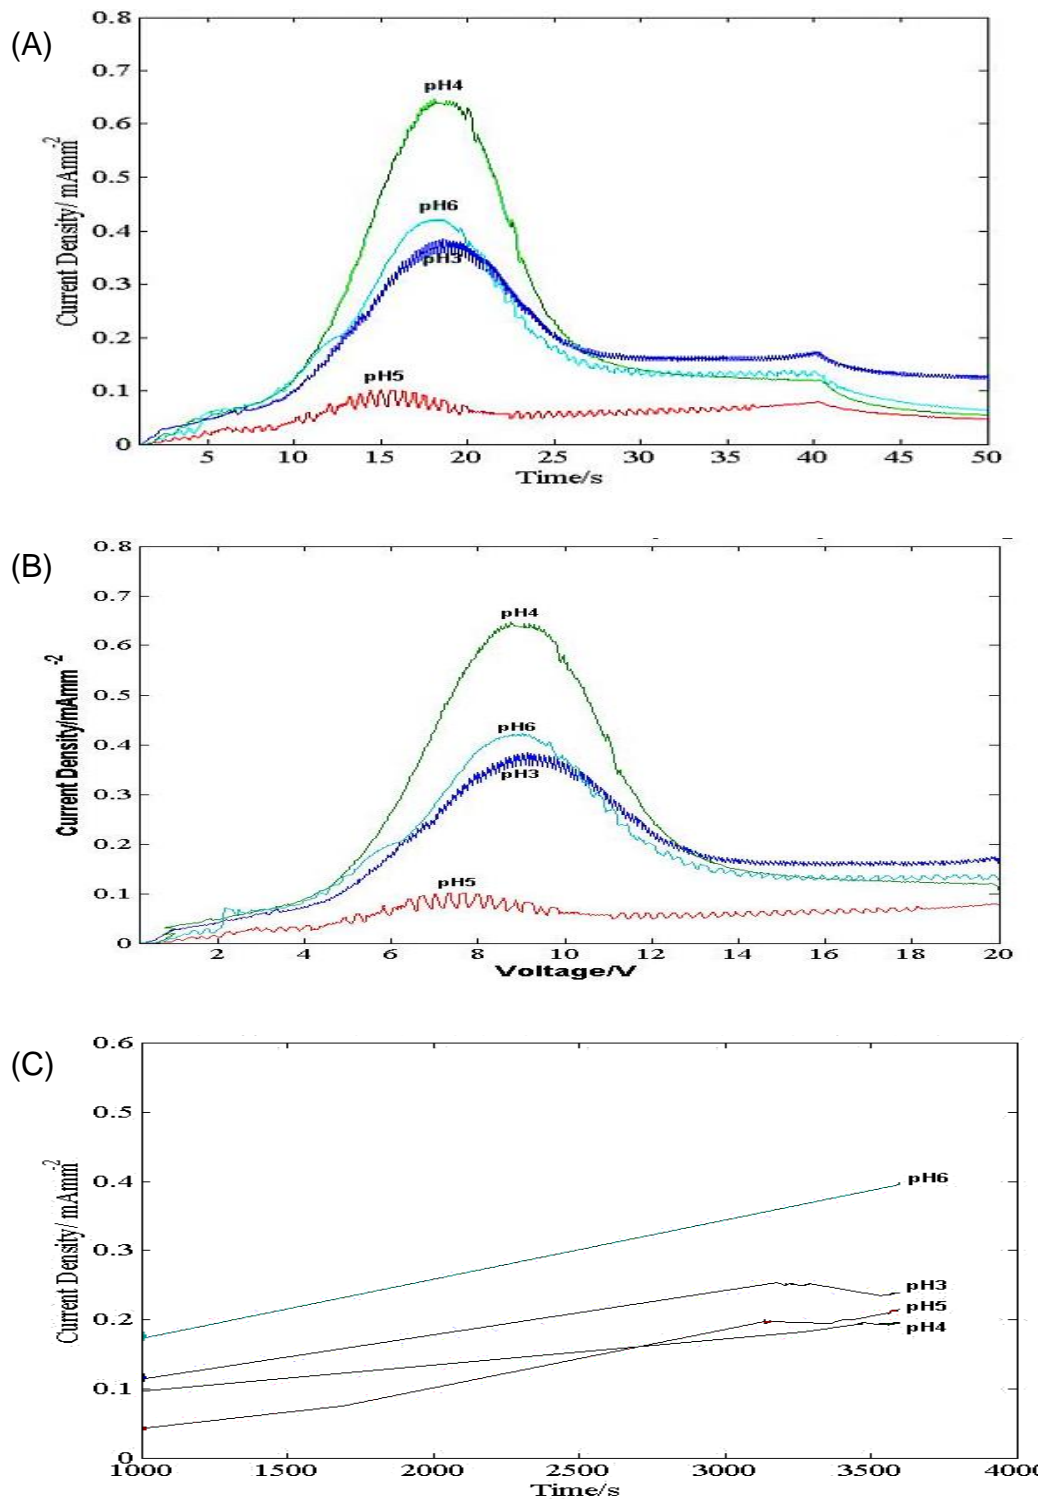 (A)
0.8
0.7
0.6
0.5
0.4
0.3
0.2
0.1
0
Current Density/ mAmm-2
pH4
pH6
pH3
pH5
5 10 15 20 25 30 35 40 45 50
Time/s
(B)
0.8
0.7
0.6
0.5
0.4
0.3
0.2
0.1
0
Current Density/mAmm-2
pH4
pH6
pH3
pH5
2 4 6 8 10 12 14 16 18 20
Voltage/V
(C)
0.6
0.5
0.4
0.3
0.2
0.1
0
Current Density/ mAmm-2
pH6
pH3
pH5
pH4
1000 1500 2000 2500 3000 3500 4000
Time/s